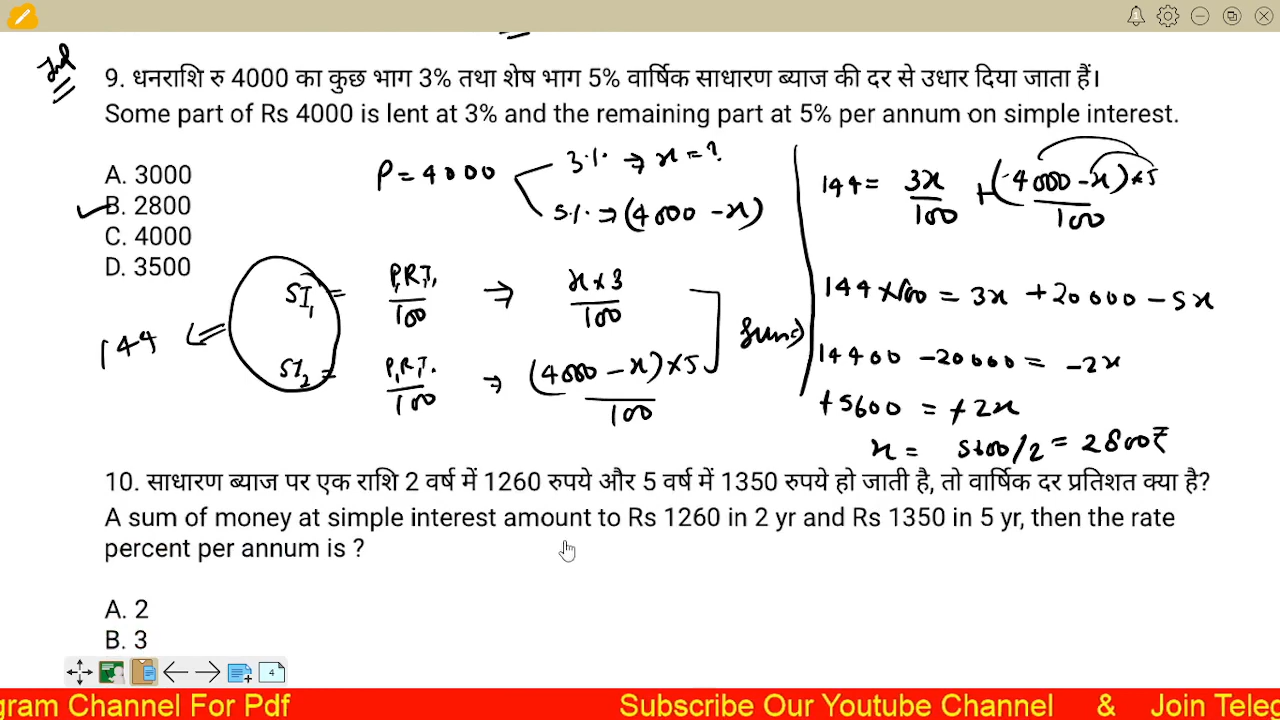 Ind
9. धनराशि रु 4000 का कुछ भाग 3% तथा शेष भाग 5% वार्षिक साधारण ब्याज की दर से उधार दिया जाता हैं।
Some part of Rs 4000 is lent at 3% and the remaining part at 5% per annum on simple interest.
A. 3000
B. 2800
C. 4000
D. 3500
P = 4000
3% ⇒ x = ?
5% ⇒ (4000 - x)
SI₁ = P.R.T. / 100 ⇒ x × 3 / 100
SI₂ = P.R.T. / 100 ⇒ (4000 - x) × 5 / 100
144
Sum ⇒
144 = 3x / 100 + (4000 - x) × 5 / 100
144 × 100 = 3x + 20000 - 5x
14400 - 20000 = -2x
+5600 = +2x
x = 5600/2 = 2800₹
10. साधारण ब्याज पर एक राशि 2 वर्ष में 1260 रुपये और 5 वर्ष में 1350 रुपये हो जाती है, तो वार्षिक दर प्रतिशत क्या है?
A sum of money at simple interest amount to Rs 1260 in 2 yr and Rs 1350 in 5 yr, then the rate
percent per annum is ?
A. 2
B. 3
4
gram Channel For Pdf Subscribe Our Youtube Channel & Join Teleg